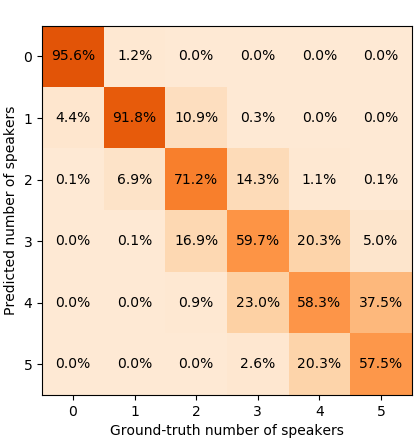 0 95.6% 1.2% 0.0% 0.0% 0.0% 0.0%
1 4.4% 91.8% 10.9% 0.3% 0.0% 0.0%
2 0.1% 6.9% 71.2% 14.3% 1.1% 0.1%
3 0.0% 0.1% 16.9% 59.7% 20.3% 5.0%
4 0.0% 0.0% 0.9% 23.0% 58.3% 37.5%
5 0.0% 0.0% 0.0% 2.6% 20.3% 57.5%
0 1 2 3 4 5
Ground-truth number of speakers
Predicted number of speakers